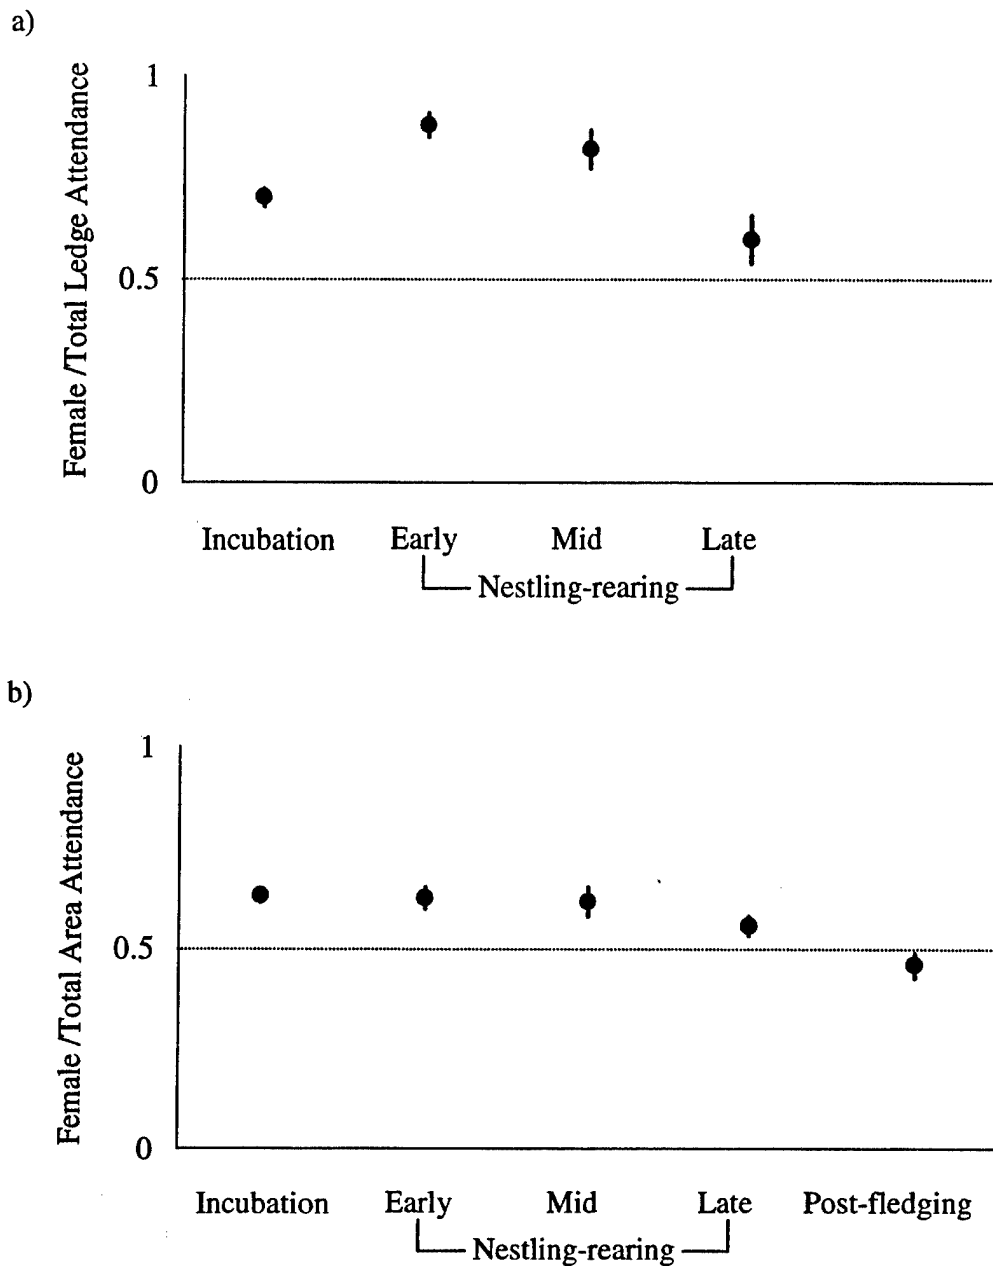 a)
Female /Total Ledge Attendance
1
0.5
0
Incubation Early Mid Late
Nestling-rearing
b)
Female /Total Area Attendance
1
0.5
0
Incubation Early Mid Late Post-fledging
Nestling-rearing